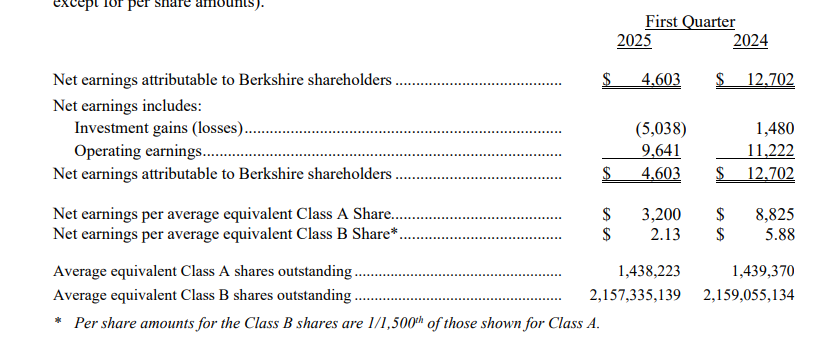 except for per share amounts).
First Quarter
2025 2024
Net earnings attributable to Berkshire shareholders .......................................... $ 4,603 $ 12,702
Net earnings includes:
Investment gains (losses)............................................................................... (5,038) 1,480
Operating earnings......................................................................................... 9,641 11,222
Net earnings attributable to Berkshire shareholders .......................................... $ 4,603 $ 12,702
Net earnings per average equivalent Class A Share........................................... $ 3,200 $ 8,825
Net earnings per average equivalent Class B Share*......................................... $ 2.13 $ 5.88
Average equivalent Class A shares outstanding .................................................... 1,438,223 1,439,370
Average equivalent Class B shares outstanding .................................................... 2,157,335,139 2,159,055,134
* Per share amounts for the Class B shares are 1/1,500th of those shown for Class A.